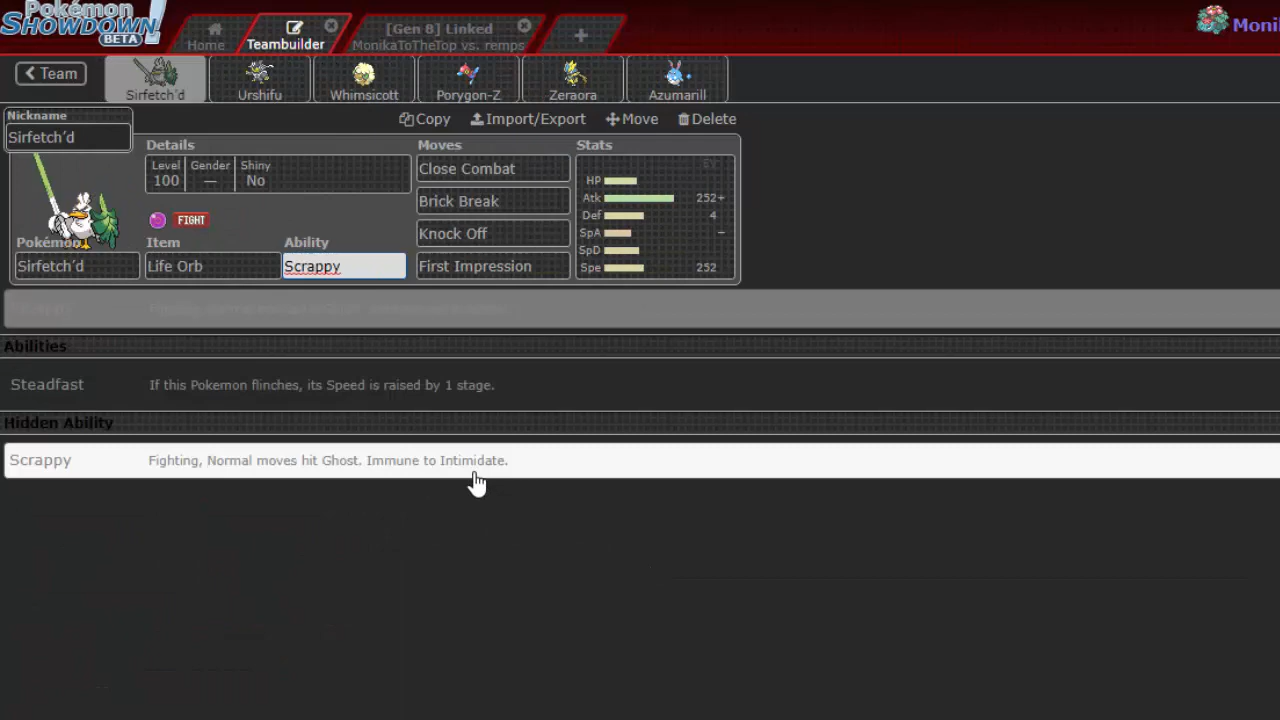 Pokémon
SHOWDOWN!
BETA
Home
Teambuilder
[Gen 8] Linked
MonikaToTheTop vs. remps
+
Moni
Team
Sirfetch'd
Urshifu
Whimsicott
Porygon-Z
Zeraora
Azumarill
Copy
Import/Export
Move
Delete
Nickname
Sirfetch'd
Details
Level Gender Shiny
100 — No
FIGHT
Pokémon
Sirfetch'd
Item
Life Orb
Ability
Scrappy
Moves
Close Combat
Brick Break
Knock Off
First Impression
Stats
EV
HP
Atk 252+
Def 4
SpA –
SpD
Spe 252
Abilities
Steadfast If this Pokemon flinches, its Speed is raised by 1 stage.
Hidden Ability
Scrappy Fighting, Normal moves hit Ghost. Immune to Intimidate.